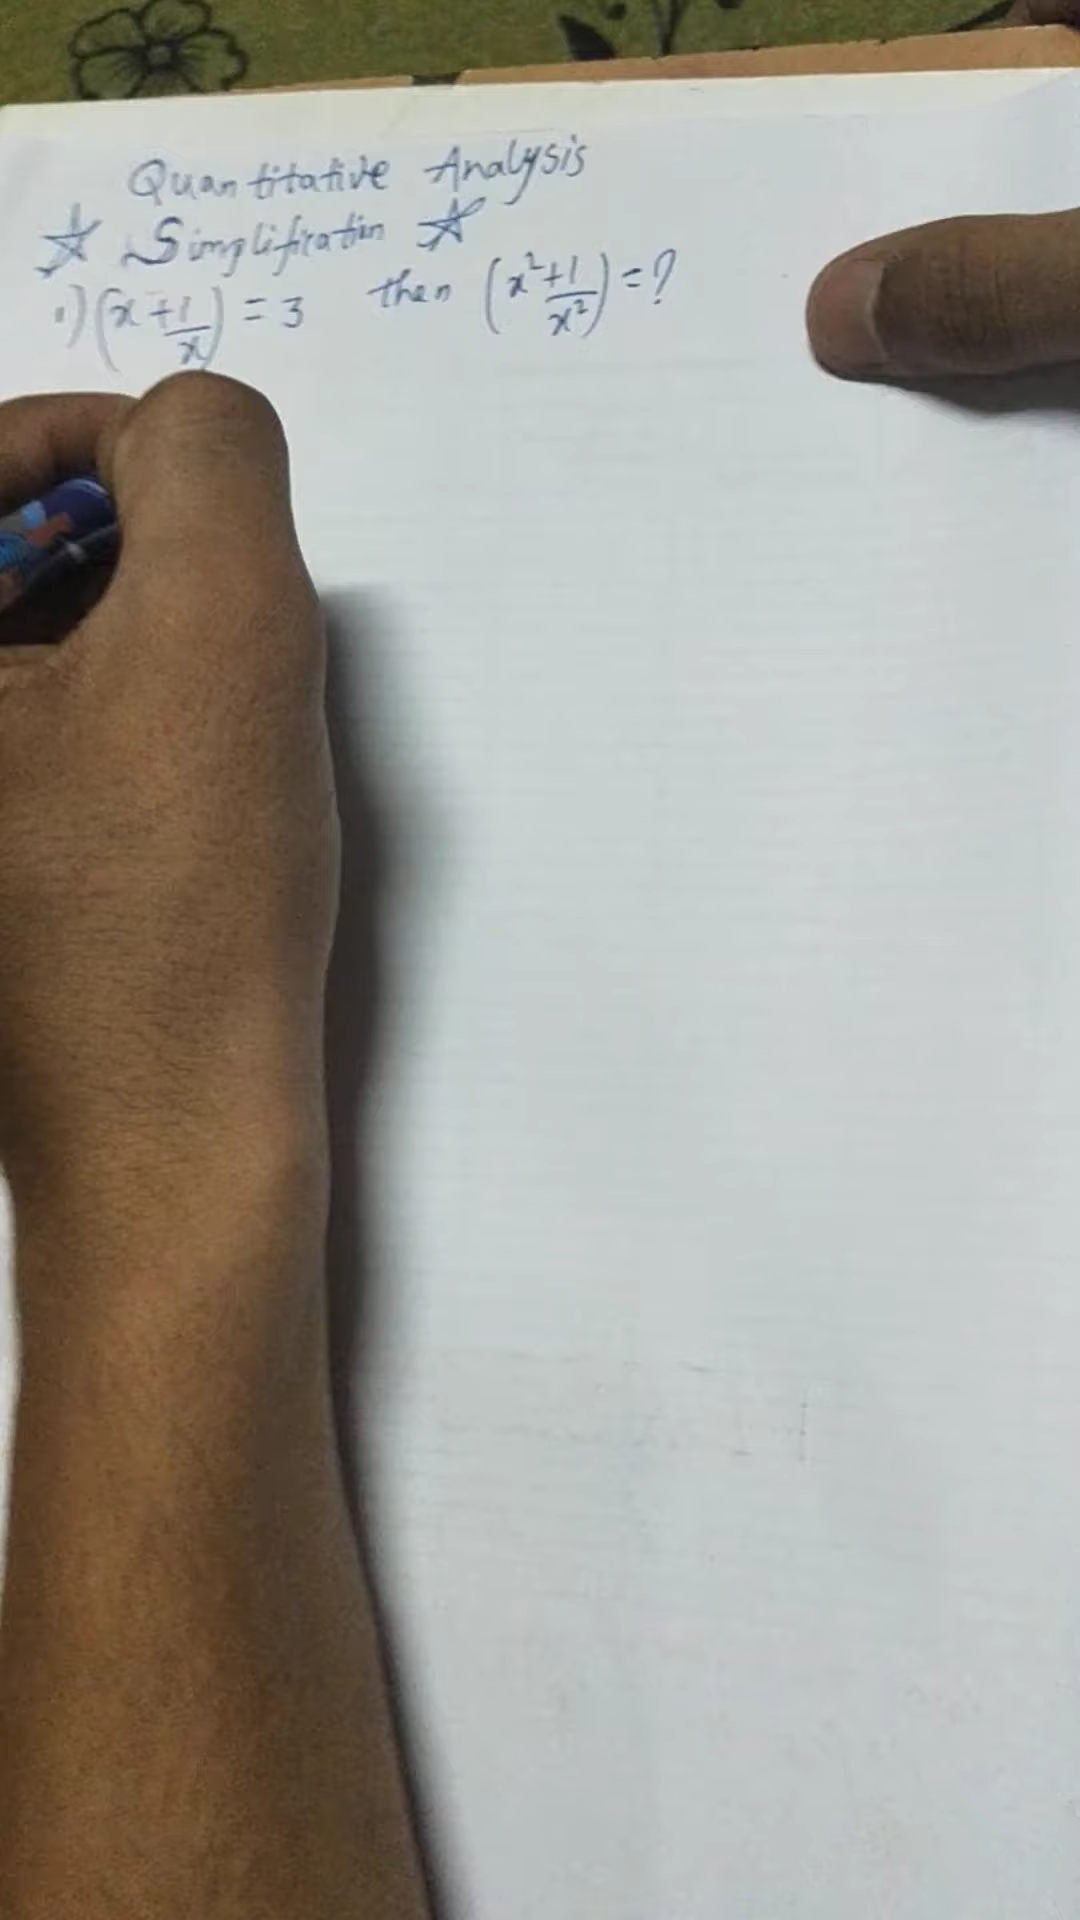 Quantitative Analysis
☆ Simplification ☆
1) (x + 1/x) = 3 then (x² + 1/x²) = ?